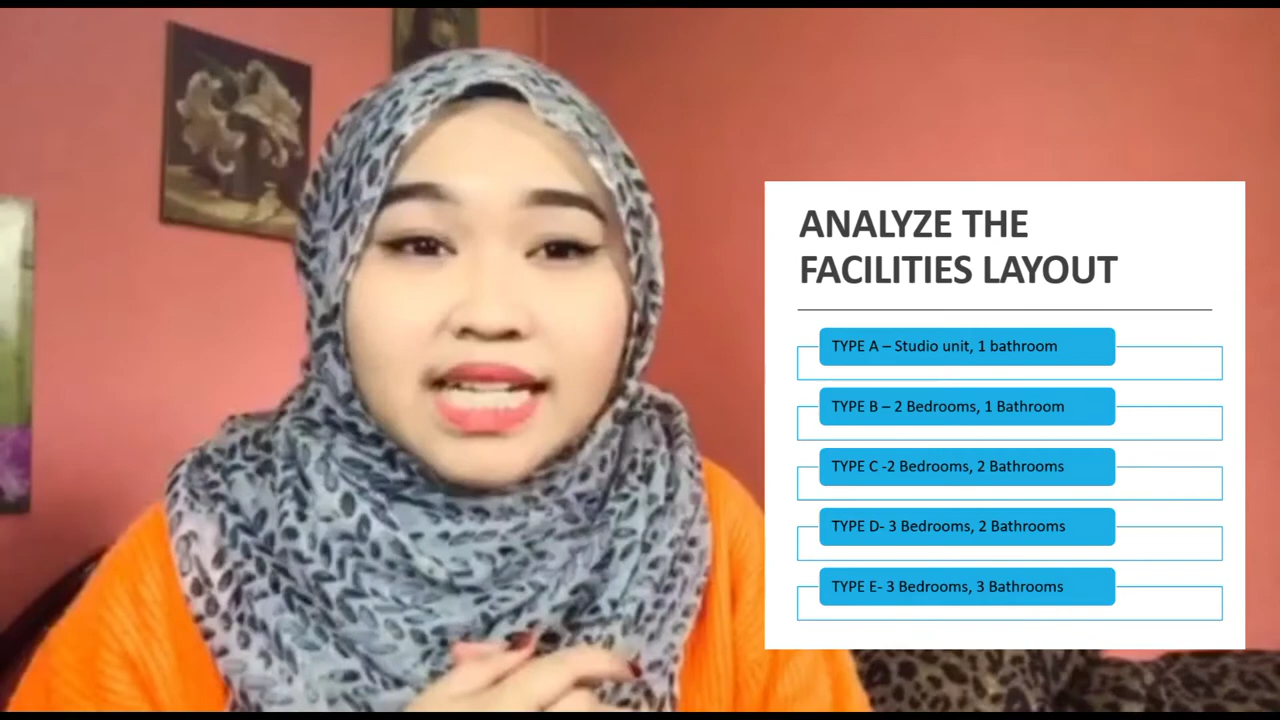 ANALYZE THE
FACILITIES LAYOUT
TYPE A – Studio unit, 1 bathroom
TYPE B – 2 Bedrooms, 1 Bathroom
TYPE C -2 Bedrooms, 2 Bathrooms
TYPE D- 3 Bedrooms, 2 Bathrooms
TYPE E- 3 Bedrooms, 3 Bathrooms